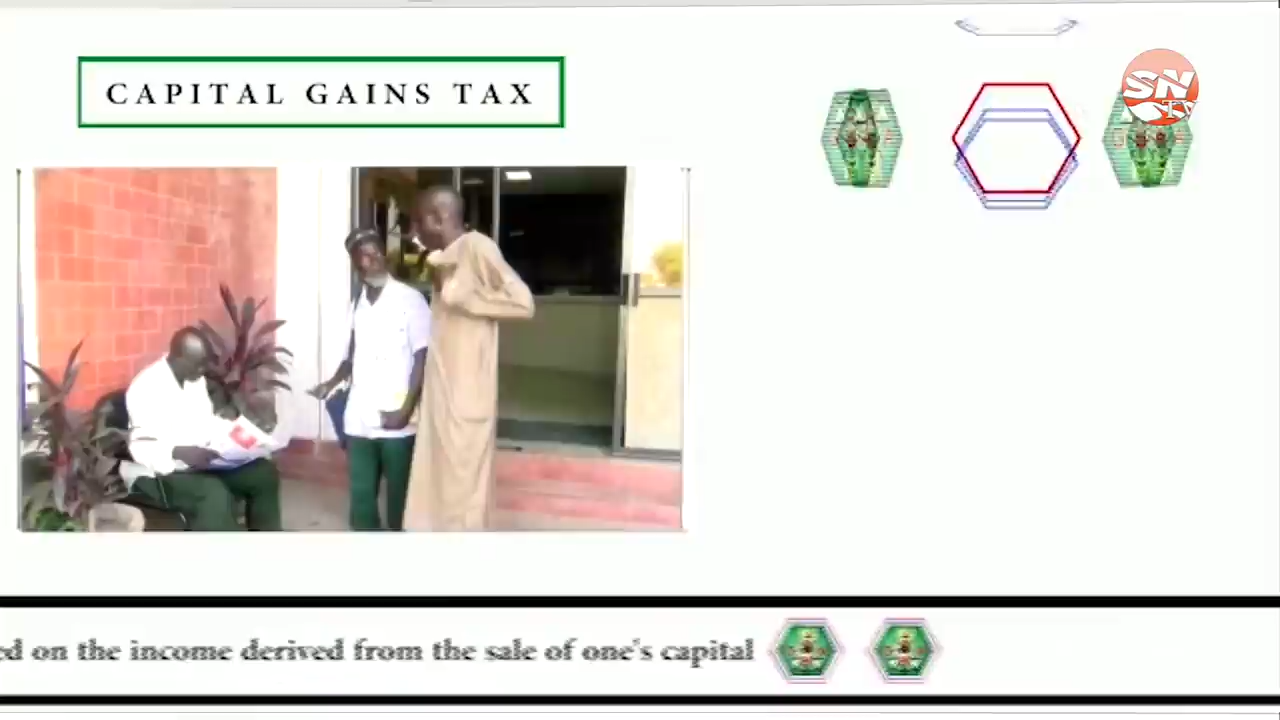 CAPITAL GAINS TAX
SN
TV
ed on the income derived from the sale of one's capital